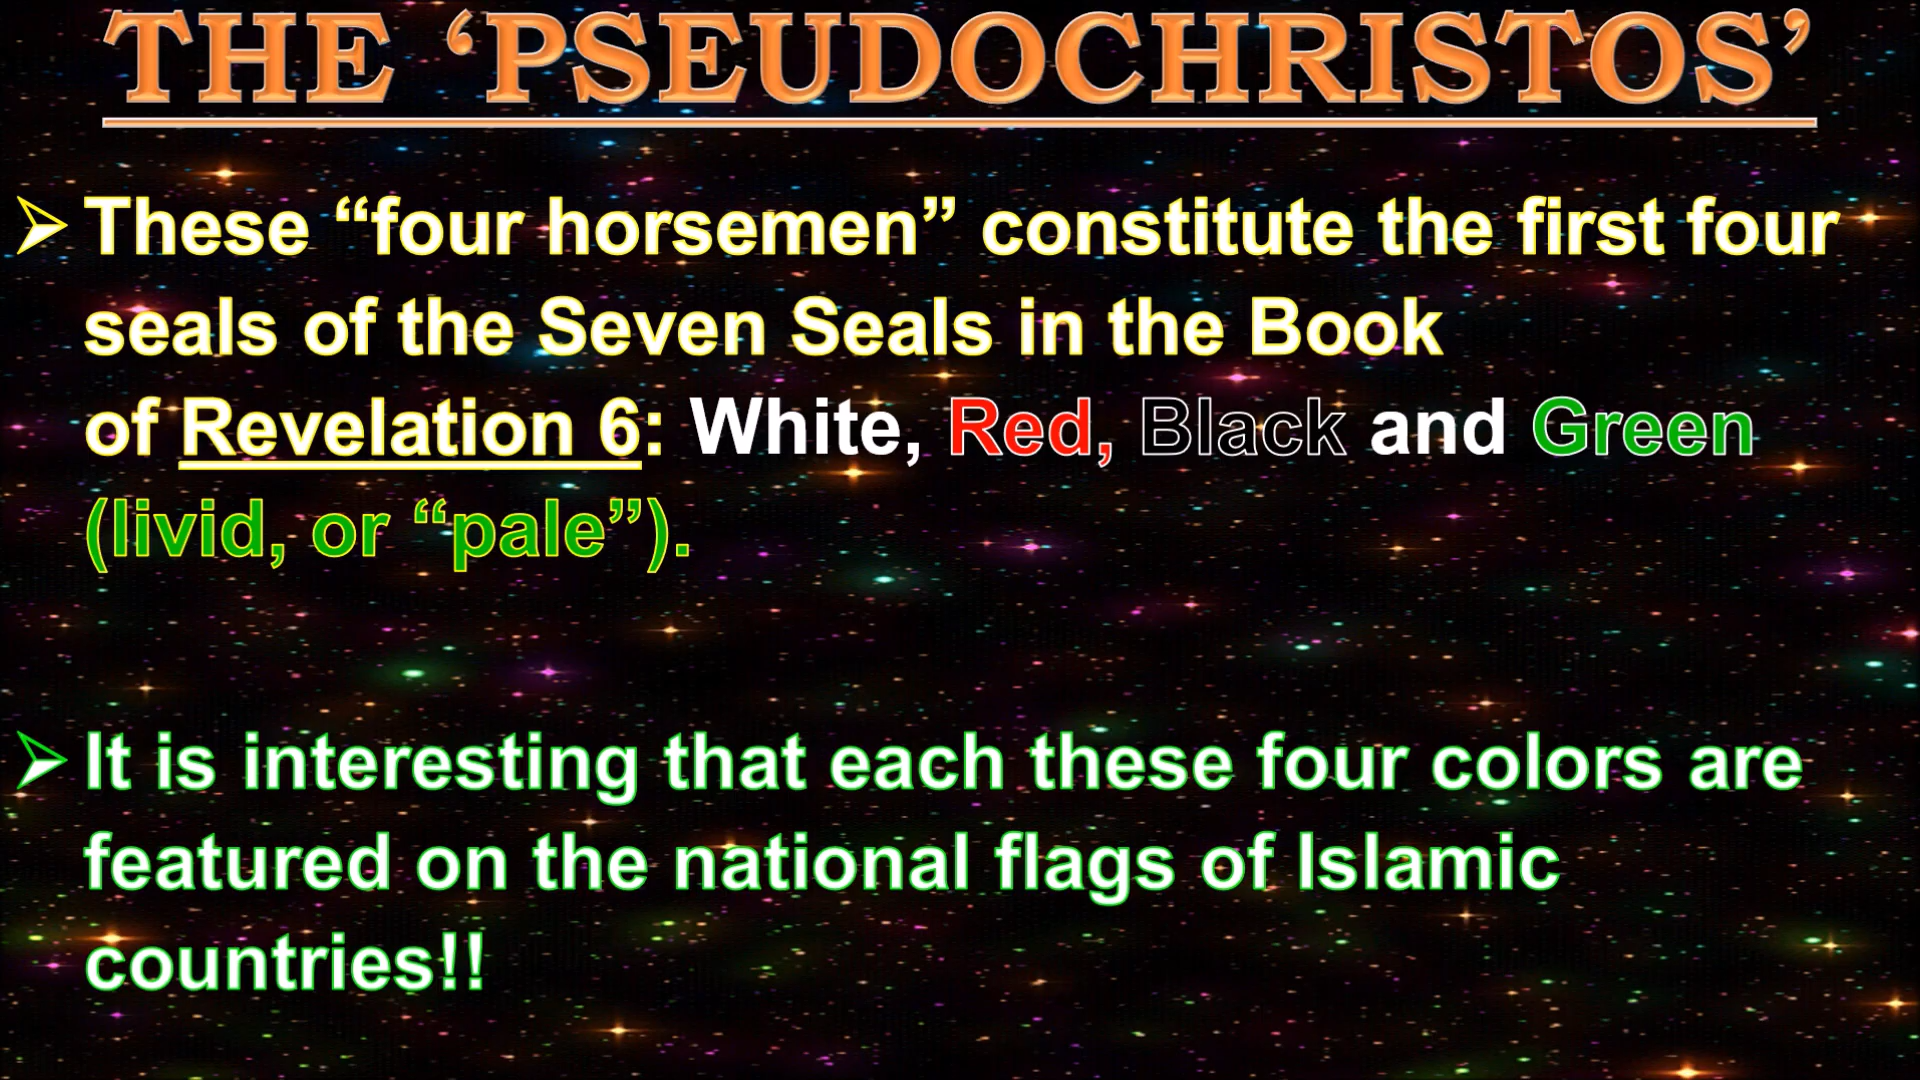 THE ‘PSEUDOCHRISTOS’
These “four horsemen” constitute the first four
seals of the Seven Seals in the Book
of Revelation 6: White, Red, Black and Green
(livid, or “pale”).
It is interesting that each these four colors are
featured on the national flags of Islamic
countries!!